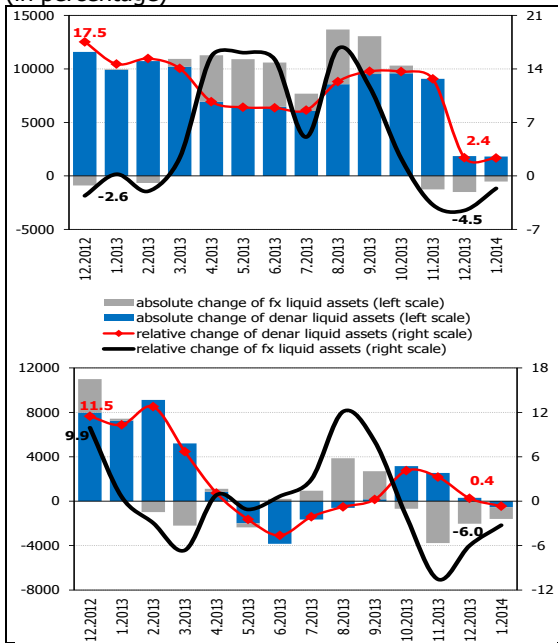 (in percentage)
15000 21
10000 14
5000 7
0 0
-5000 -7
17.5
-2.6
2.4
-4.5
12.2012 1.2013 2.2013 3.2013 4.2013 5.2013 6.2013 7.2013 8.2013 9.2013 10.2013 11.2013 12.2013 1.2014
absolute change of fx liquid assets (left scale)
absolute change of denar liquid assets (left scale)
relative change of denar liquid assets (right scale)
relative change of fx liquid assets (right scale)
12000 18
8000 12
4000 6
0 0
-4000 -6
-8000 -12
11.5
9.9
0.4
-6.0
12.2012 1.2013 2.2013 3.2013 4.2013 5.2013 6.2013 7.2013 8.2013 9.2013 10.2013 11.2013 12.2013 1.2014